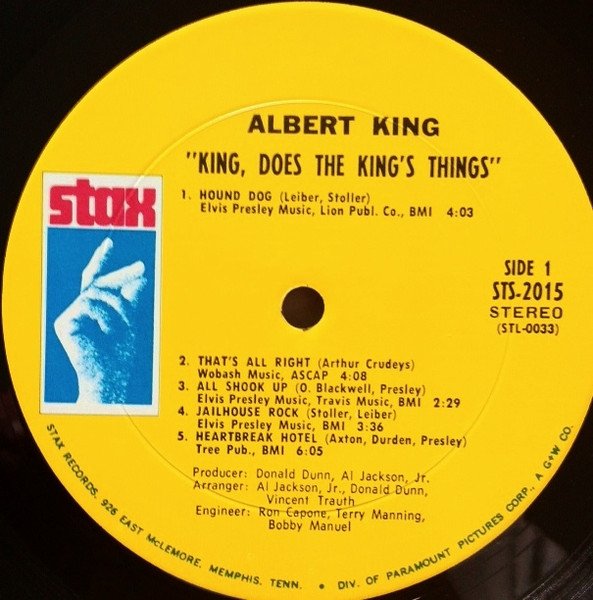 ALBERT KING
"KING, DOES THE KING'S THINGS"
stax
1. HOUND DOG (Leiber, Stoller)
Elvis Presley Music, Lion Publ. Co., BMI 4:03
SIDE 1
STS-2015
STEREO
(STL-0033)
2. THAT'S ALL RIGHT (Arthur Crudeys)
Wobash Music, ASCAP 4:08
3. ALL SHOOK UP (O. Blackwell, Presley)
Elvis Presley Music, Travis Music, BMI 2:29
4. JAILHOUSE ROCK (Stoller, Leiber)
Elvis Presley Music, BMI 3:36
5. HEARTBREAK HOTEL (Axton, Durden, Presley)
Tree Pub., BMI 6:05
Producer: Donald Dunn, Al Jackson, Jr.
Arranger: Al Jackson, Jr., Donald Dunn,
Vincent Trauth
Engineer: Ron Capone, Terry Manning,
Bobby Manuel
STAX RECORDS, 926 EAST McLEMORE, MEMPHIS, TENN. • DIV. OF PARAMOUNT PICTURES CORP., A G+W CO.